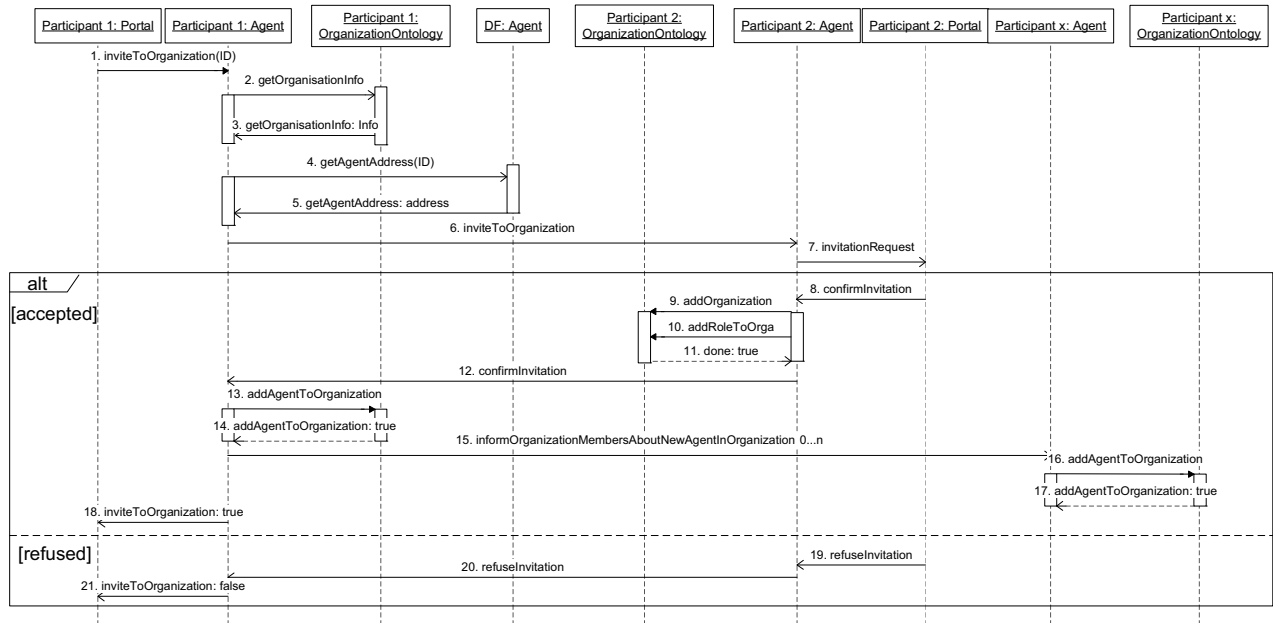 Participant 1: Portal
Participant 1: Agent
Participant 1:
OrganizationOntology
DF: Agent
Participant 2:
OrganizationOntology
Participant 2: Agent
Participant 2: Portal
Participant x: Agent
Participant x:
OrganizationOntology
1. inviteToOrganization(ID)
2. getOrganisationInfo
3. getOrganisationInfo: Info
4. getAgentAddress(ID)
5. getAgentAddress: address
6. inviteToOrganization
7. invitationRequest
alt
[accepted]
8. confirmInvitation
9. addOrganization
10. addRoleToOrga
11. done: true
12. confirmInvitation
13. addAgentToOrganization
14. addAgentToOrganization: true
15. informOrganizationMembersAboutNewAgentInOrganization 0...n
16. addAgentToOrganization
17. addAgentToOrganization: true
18. inviteToOrganization: true
[refused]
19. refuseInvitation
20. refuseInvitation
21. inviteToOrganization: false